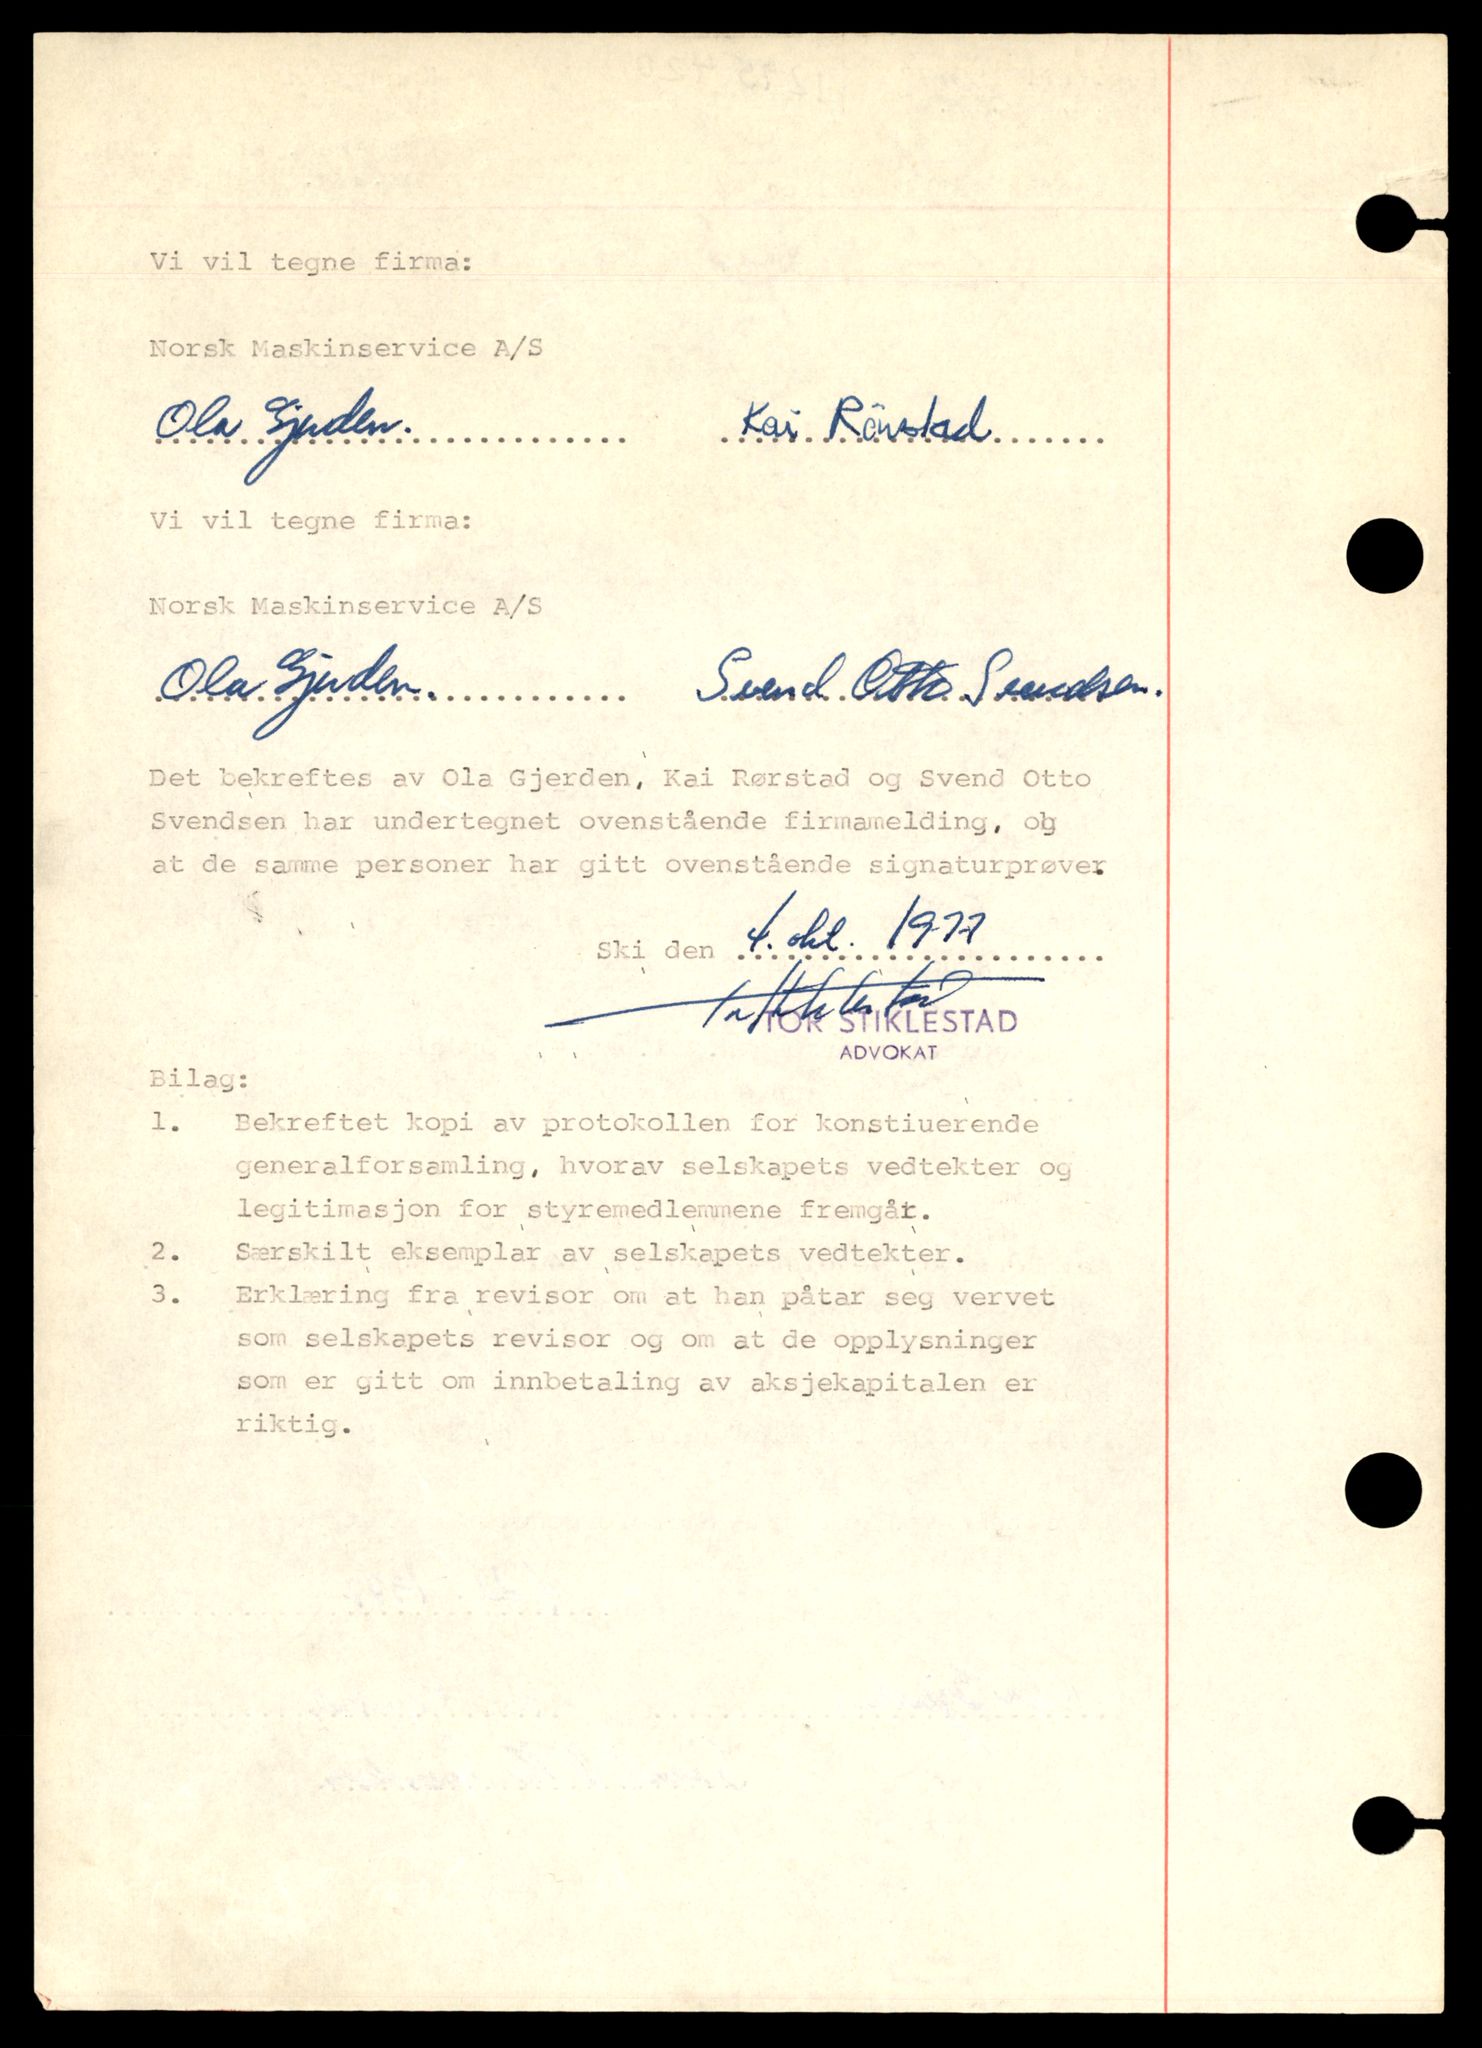 Vi vil tegne firma:
Norsk Maskinservice A/S
Ola Gjerden. Kai Rörstad
Vi vil tegne firma:
Norsk Maskinservice A/S
Ola Gjerden. Svend Otto Svendsen.
Det bekreftes av Ola Gjerden, Kai Rørstad og Svend Otto
Svendsen har undertegnet ovenstående firmamelding, og
at de samme personer har gitt ovenstående signaturprøver
Ski den 4. okt. 1977
Tor Stiklestad
TOR STIKLESTAD
ADVOKAT
Bilag:
1. Bekreftet kopi av protokollen for konstiuerende
generalforsamling, hvorav selskapets vedtekter og
legitimasjon for styremedlemmene fremgår.
2. Særskilt eksemplar av selskapets vedtekter.
3. Erklæring fra revisor om at han påtar seg vervet
som selskapets revisor og om at de opplysninger
som er gitt om innbetaling av aksjekapitalen er
riktig.